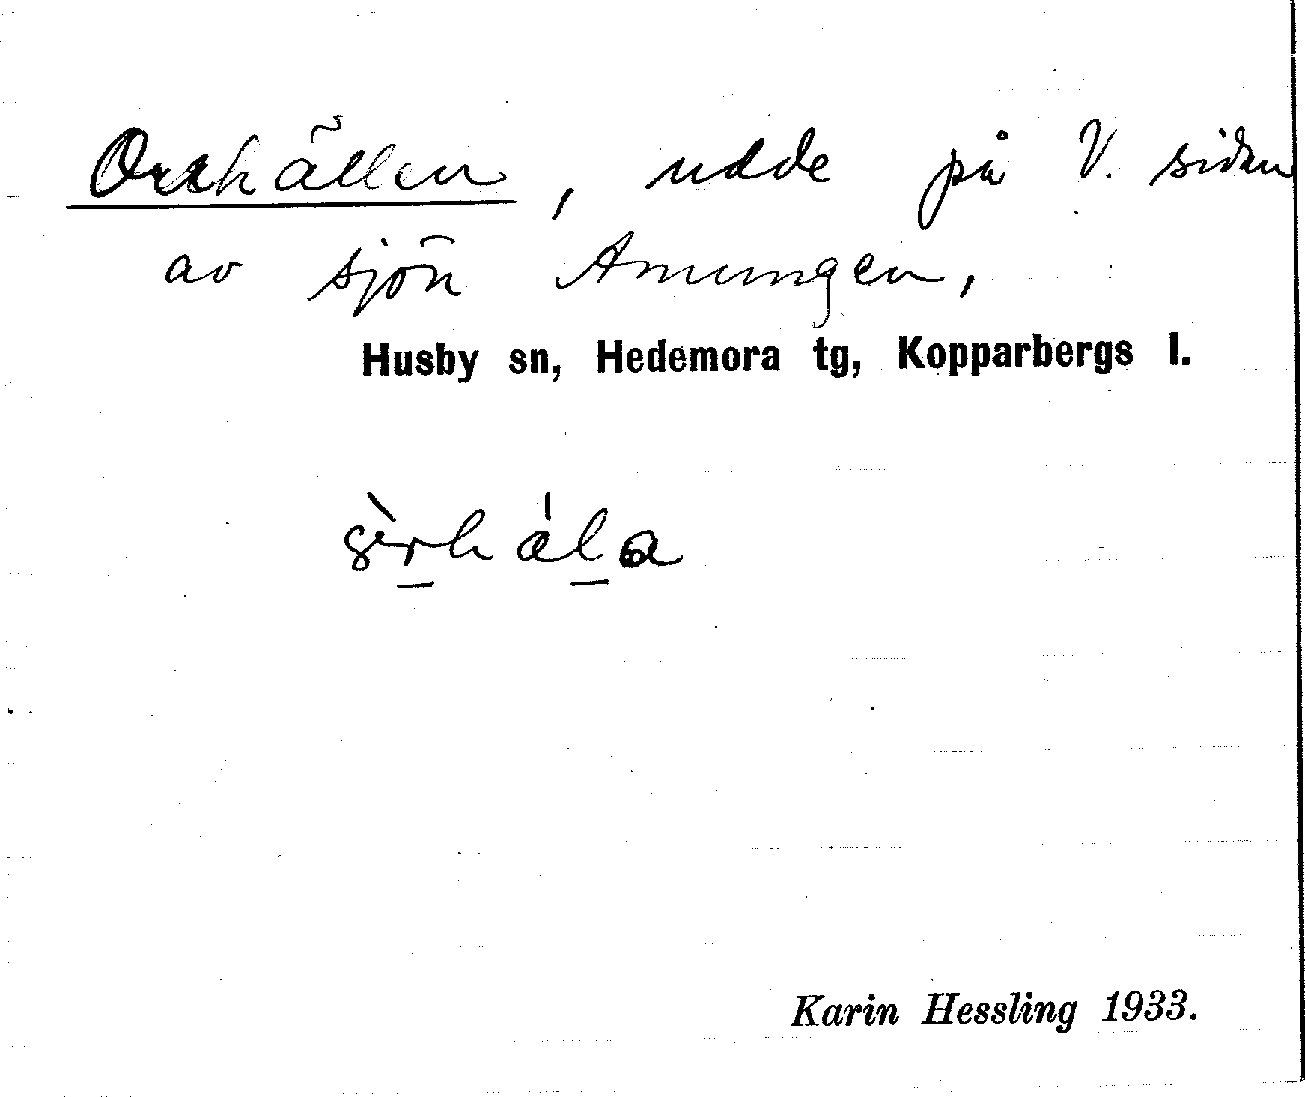 Orrhällen, udde på V. sidan
av sjön Amungen,
Husby sn, Hedemora tg, Kopparbergs l.
Karin Hessling 1933.